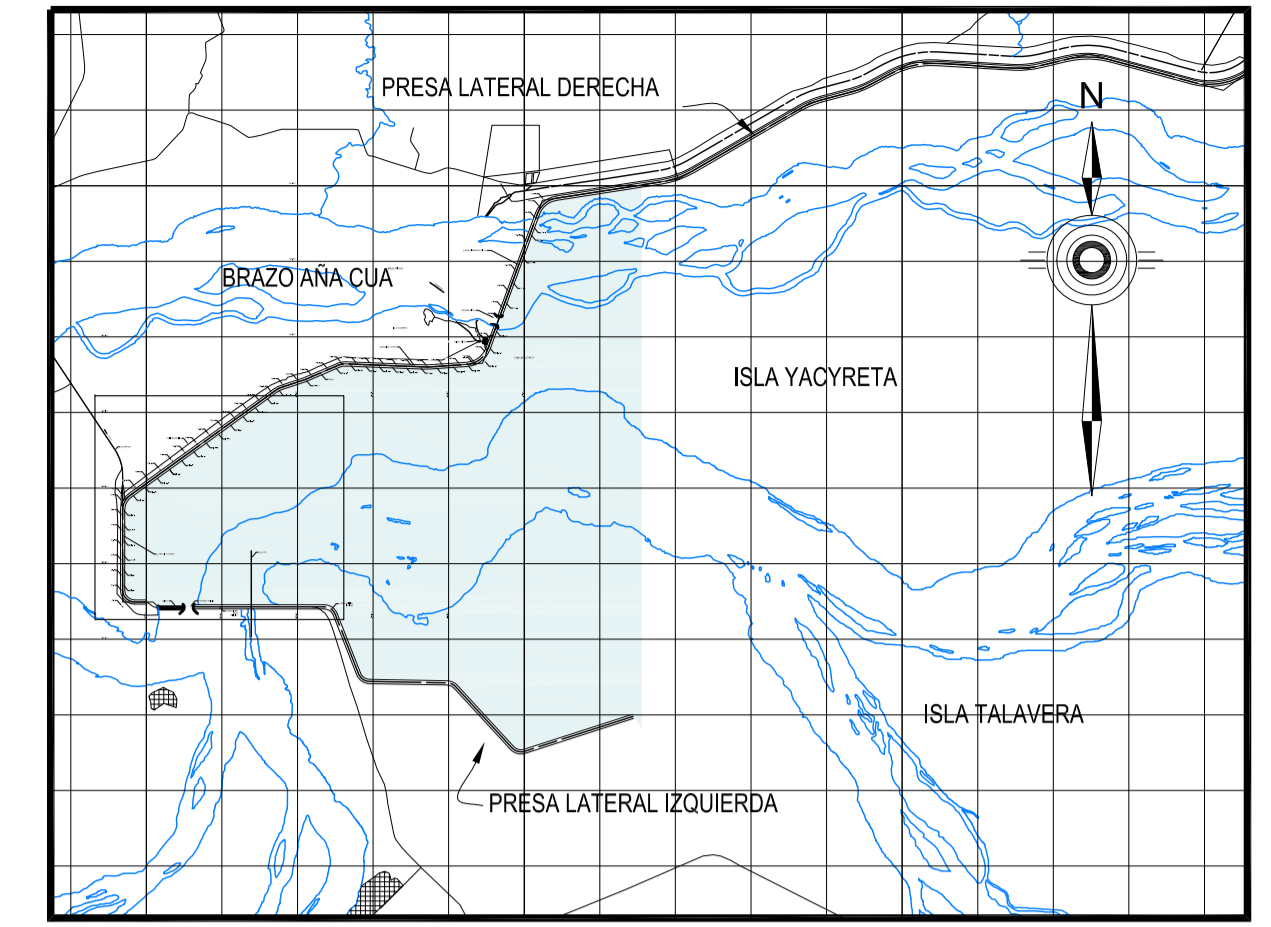 PRESA LATERAL DERECHA
N
BRAZO AÑA CUA
ISLA YACYRETA
ISLA TALAVERA
PRESA LATERAL IZQUIERDA